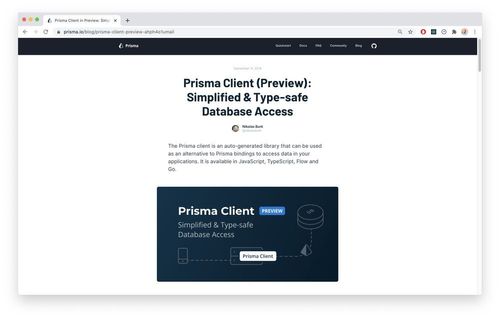 Prisma Client in Preview: Simp
prisma.io/blog/prisma-client-preview-ahph4o1umail
Prisma
Quickstart Docs FAQ Community Blog
Prisma Client (Preview):
Simplified & Type-safe
Database Access
Nikolas Burk
The Prisma client is an auto-generated library that can be used
as an alternative to Prisma bindings to access data in your
applications. It is available in JavaScript, TypeScript, Flow and
Go.
Prisma Client PREVIEW
Simplified & Type-safe
Database Access
Prisma Client